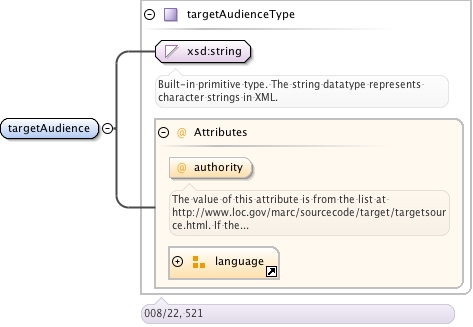 targetAudienceType
xsd:string
Built-in primitive type. The string datatype represents
character strings in XML.
targetAudience
@ Attributes
@ authority
The value of this attribute is from the list at
http://www.loc.gov/marc/sourcecode/target/targetsour
ce.html. If the...
language
008/22, 521